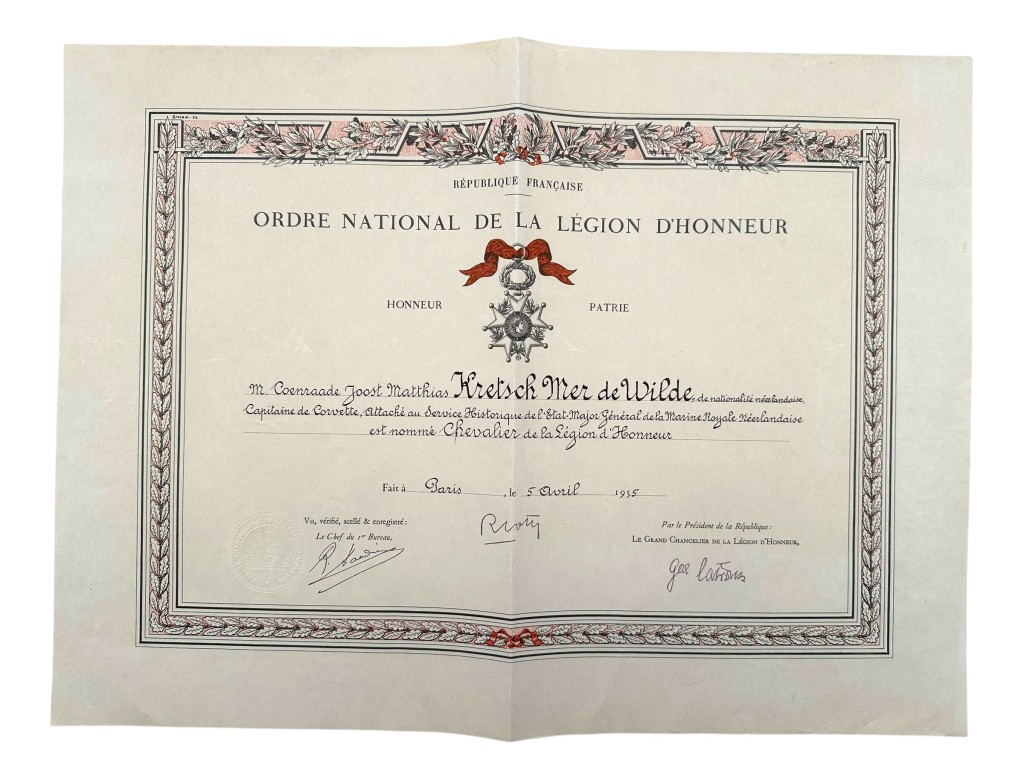 RÉPUBLIQUE FRANÇAISE
ORDRE NATIONAL DE LA LÉGION D'HONNEUR
HONNEUR PATRIE
M. Coenraade Joost Matthias Kretsch Mer de Wilde, de nationalité néerlandaise,
Capitaine de Corvette, Attaché au Service Historique de l'Etat-Major Général de la Marine Royale Néerlandaise
est nommé Chevalier de la Légion d'Honneur
Fait à Paris, le 5 Avril 1955
Vu, vérifié, scellé & enregistré:
Le Chef du 1er Bureau,
Par le Président de la République:
LE GRAND CHANCELIER DE LA LÉGION D'HONNEUR,